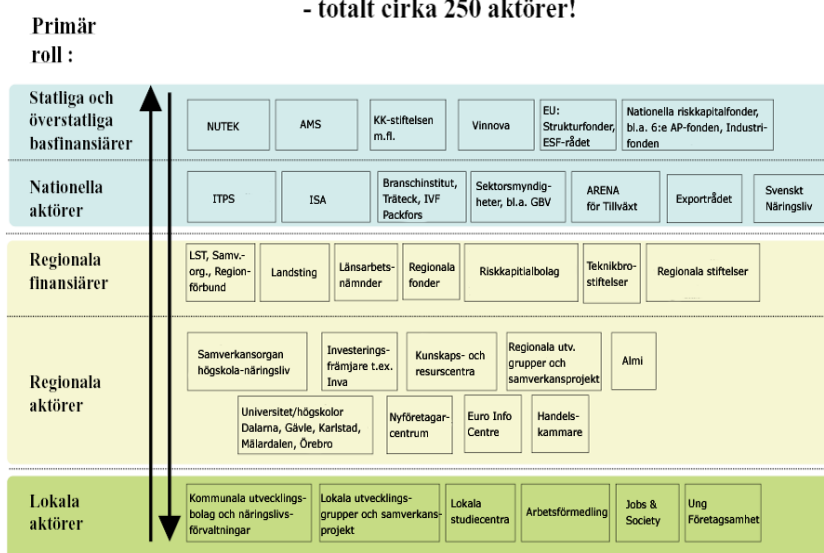 - totalt cirka 250 aktörer!
Primär
roll :
Statliga och
överstatliga
basfinansiärer
NUTEK
AMS
KK-stiftelsen
m.fl.
Vinnova
EU:
Strukturfonder,
ESF-rådet
Nationella riskkapitalfonder,
bl.a. 6:e AP-fonden, Industri-
fonden
Nationella
aktörer
ITPS
ISA
Branschinstitut,
Träteck, IVF
Packfors
Sektorsmyndig-
heter, bl.a. GBV
ARENA
för Tillväxt
Exportrådet
Svenskt
Näringsliv
Regionala
finansiärer
LST, Samv.-
org., Region-
förbund
Landsting
Länsarbets-
nämnder
Regionala
fonder
Riskkapitialbolag
Teknikbro-
stiftelser
Regionala stiftelser
Regionala
aktörer
Samverkansorgan
högskola-näringsliv
Investerings-
främjare t.ex.
Inva
Kunskaps- och
resurscentra
Regionala utv.
grupper och
samverkansprojekt
Almi
Universitet/högskolor
Dalarna, Gävle, Karlstad,
Mälardalen, Örebro
Nyföretagar-
centrum
Euro Info
Centre
Handels-
kammare
Lokala
aktörer
Kommunala utvecklings-
bolag och näringslivs-
förvaltningar
Lokala utvecklings-
grupper och samverkans-
projekt
Lokala
studiecentra
Arbetsförmedling
Jobs &
Society
Ung
Företagsamhet